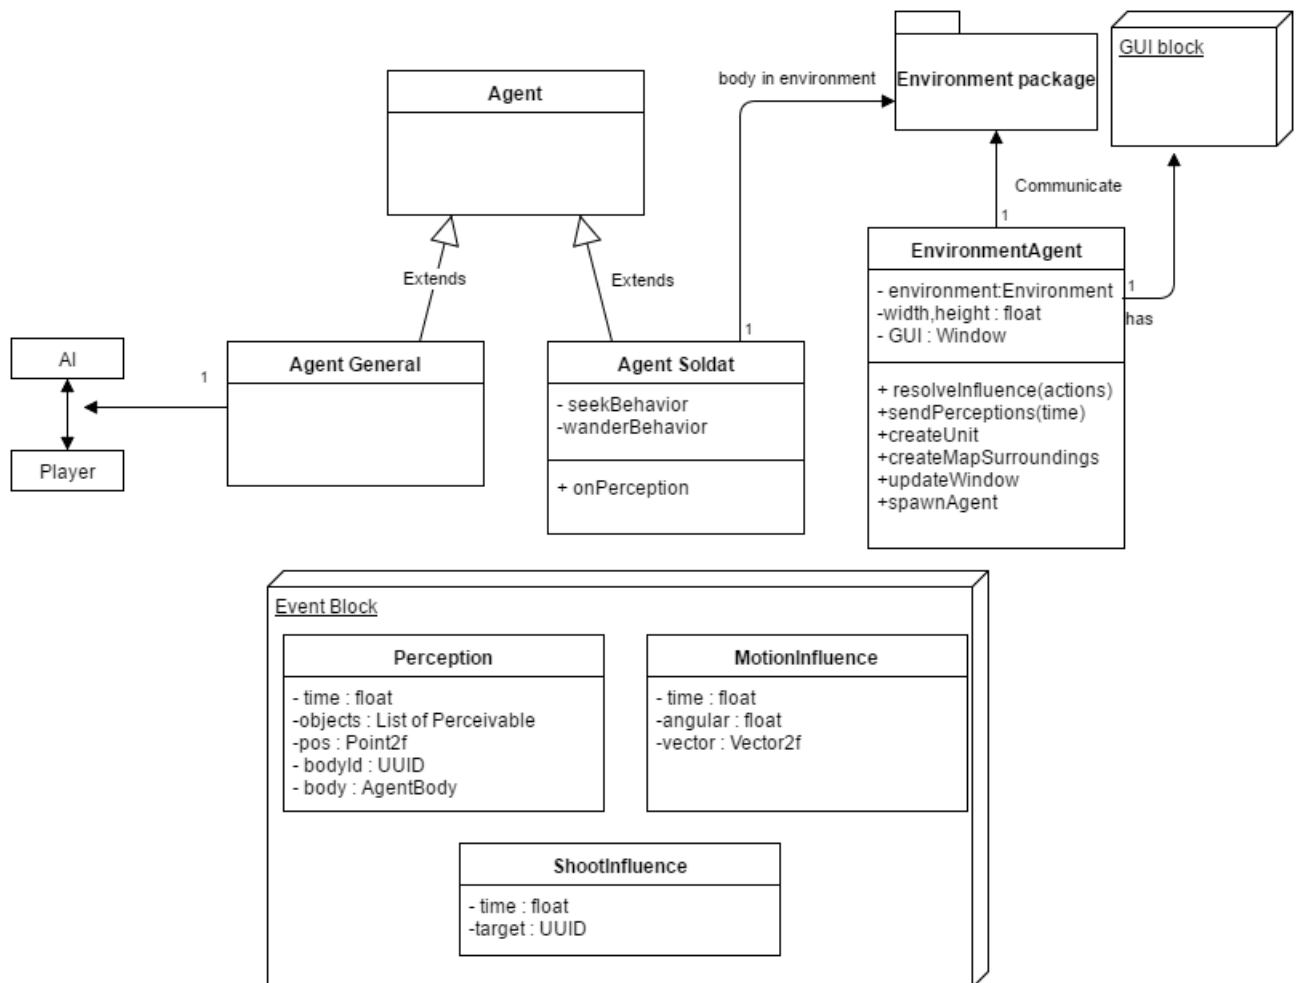 GUI block
body in environment
Environment package
Agent
Communicate
1
EnvironmentAgent
- environment:Environment
-width,height : float
- GUI : Window
1
has
+ resolveInfluence(actions)
+sendPerceptions(time)
+createUnit
+createMapSurroundings
+updateWindow
+spawnAgent
Extends
Extends
1
AI
1
Player
Agent General
Agent Soldat
- seekBehavior
-wanderBehavior
+ onPerception
Event Block
Perception
- time : float
-objects : List of Perceivable
-pos : Point2f
- bodyId : UUID
- body : AgentBody
MotionInfluence
- time : float
-angular : float
-vector : Vector2f
ShootInfluence
- time : float
-target : UUID